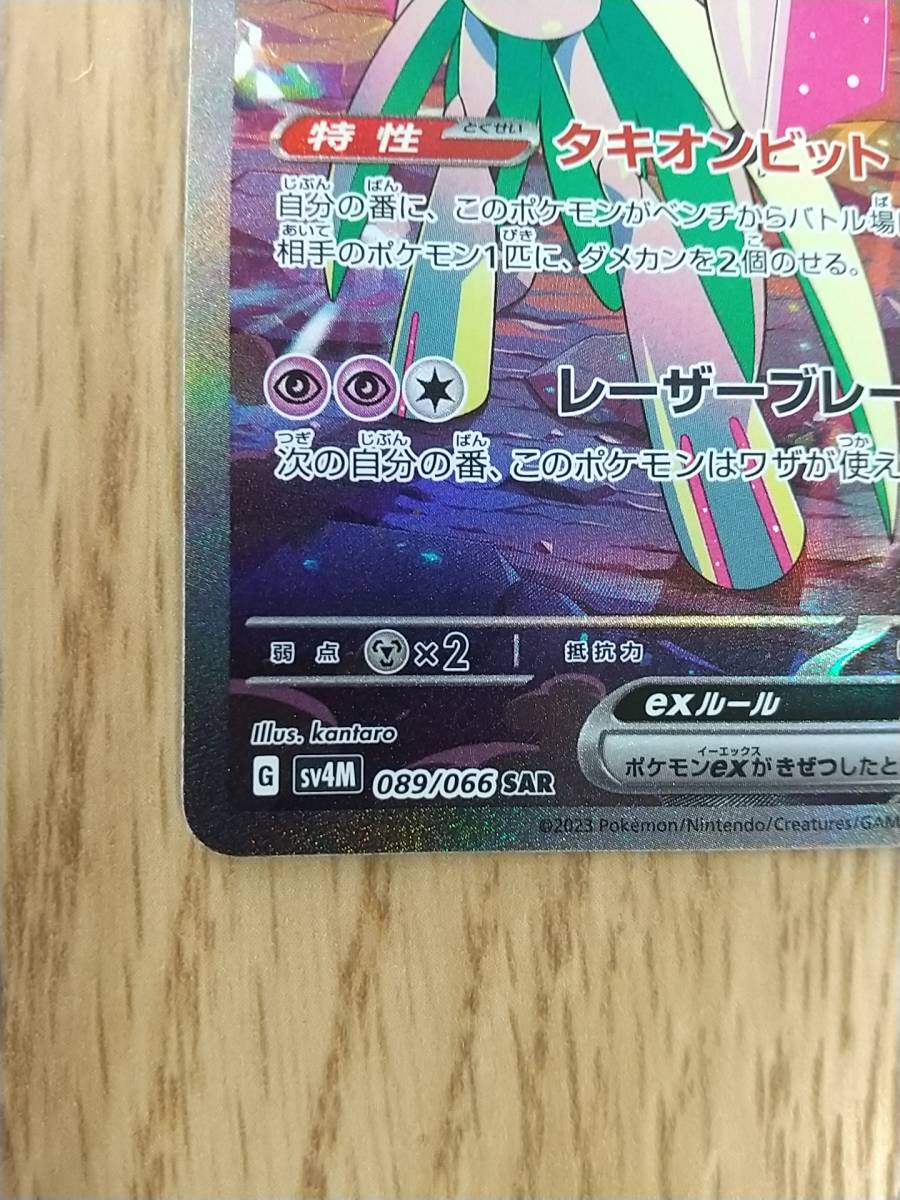 特性 とくせい タキオンビット
じぶん ばん ば
自分の番に、このポケモンがベンチからバトル場
あいて びき こ
相手のポケモン1匹に、ダメカンを2個のせる。
レーザーブレー
つぎ じぶん ばん つか
次の自分の番、このポケモンはワザが使え
弱点 ×2 抵抗力
exルール
イーエックス
ポケモンexがきぜつしたと
Illus. kantaro
G SV4M 089/066 SAR
©2023 Pokémon/Nintendo/Creatures/GAM